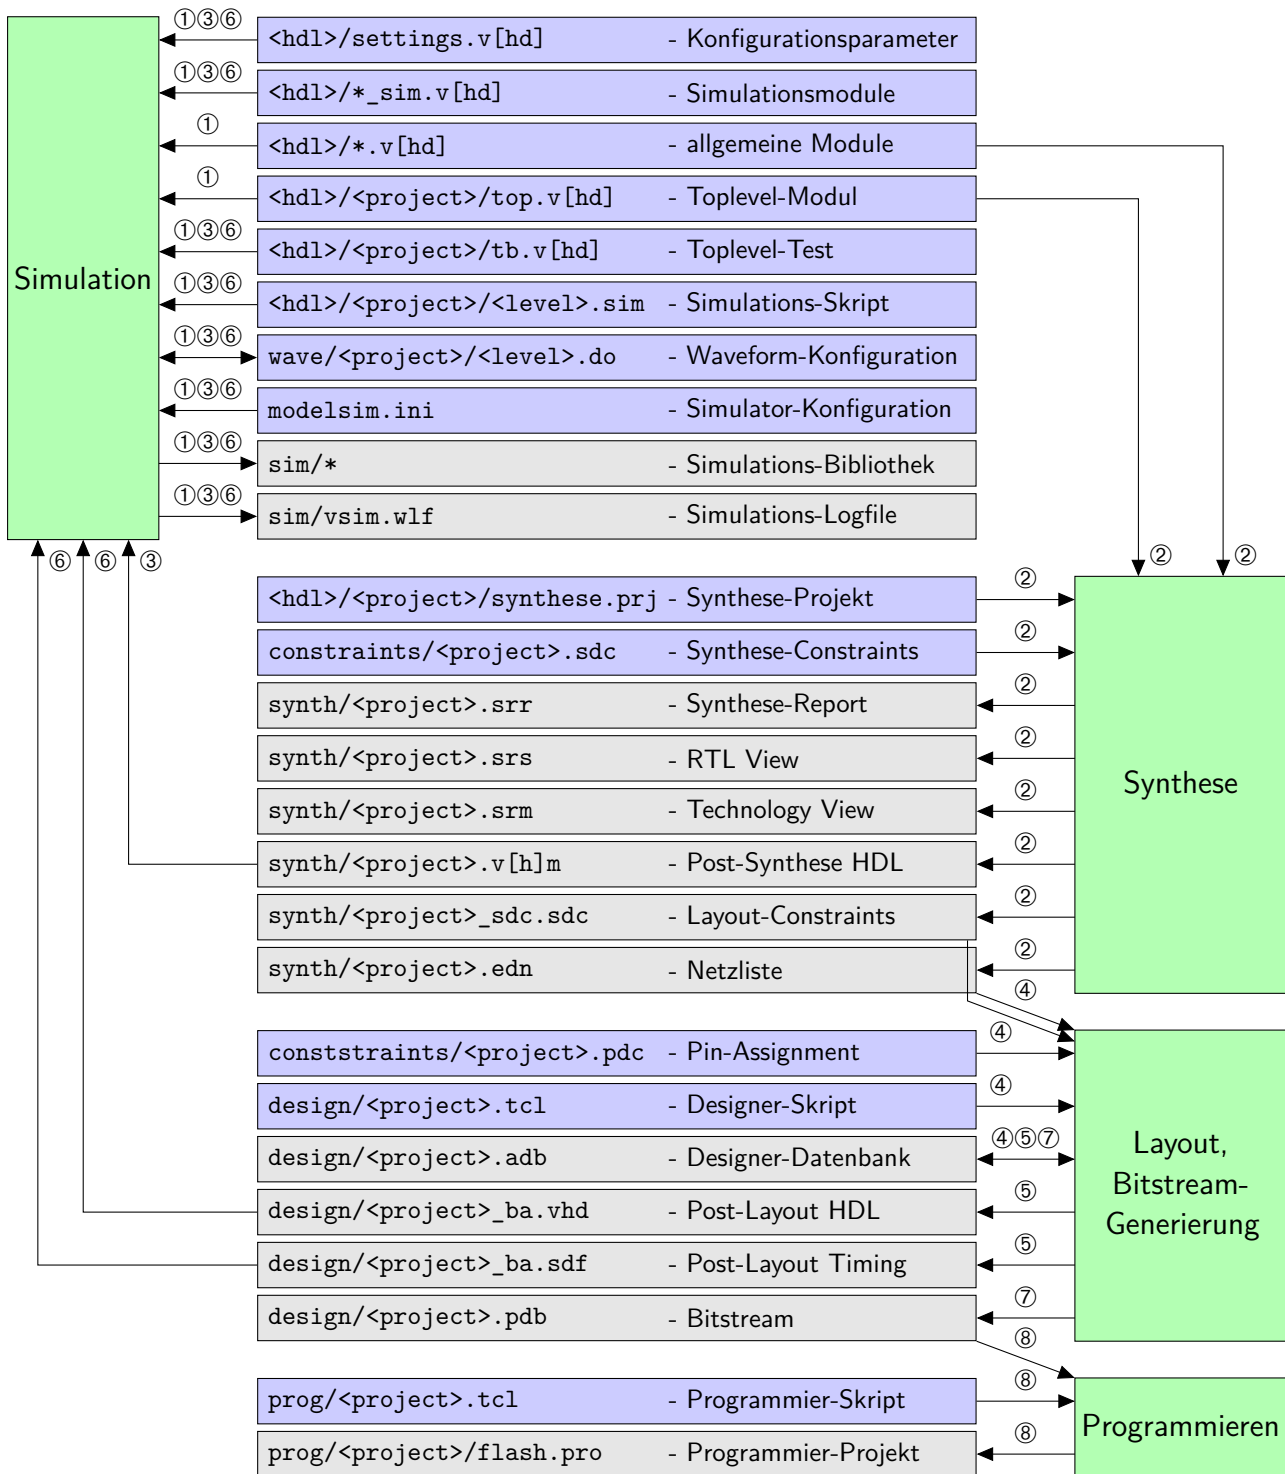 ①③⑥
<hdl>/settings.v[hd] - Konfigurationsparameter
①③⑥
<hdl>/*_sim.v[hd] - Simulationsmodule
①
<hdl>/*.v[hd] - allgemeine Module
①
<hdl>/<project>/top.v[hd] - Toplevel-Modul
①③⑥
<hdl>/<project>/tb.v[hd] - Toplevel-Test
Simulation
①③⑥
<hdl>/<project>/<level>.sim - Simulations-Skript
①③⑥
wave/<project>/<level>.do - Waveform-Konfiguration
①③⑥
modelsim.ini - Simulator-Konfiguration
①③⑥
sim/* - Simulations-Bibliothek
①③⑥
sim/vsim.wlf - Simulations-Logfile
⑥ ⑥ ③ ② ②
②
<hdl>/<project>/synthese.prj - Synthese-Projekt
②
constraints/<project>.sdc - Synthese-Constraints
②
synth/<project>.srr - Synthese-Report
②
synth/<project>.srs - RTL View
Synthese
②
synth/<project>.srm - Technology View
②
synth/<project>.v[h]m - Post-Synthese HDL
②
synth/<project>_sdc.sdc - Layout-Constraints
②
synth/<project>.edn - Netzliste
④
④
conststraints/<project>.pdc - Pin-Assignment
④
design/<project>.tcl - Designer-Skript
④⑤⑦
design/<project>.adb - Designer-Datenbank
Layout,
Bitstream-
Generierung
⑤
design/<project>_ba.vhd - Post-Layout HDL
⑤
design/<project>_ba.sdf - Post-Layout Timing
⑦
design/<project>.pdb - Bitstream
⑧
⑧
prog/<project>.tcl - Programmier-Skript
Programmieren
⑧
prog/<project>/flash.pro - Programmier-Projekt